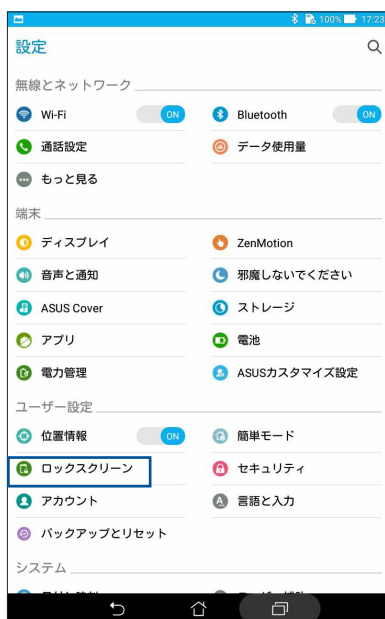 100% 17:23
設定
無線とネットワーク
Wi-Fi ON Bluetooth ON
通話設定 データ使用量
もっと見る
端末
ディスプレイ ZenMotion
音声と通知 邪魔しないでください
ASUS Cover ストレージ
アプリ 電池
電力管理 ASUSカスタマイズ設定
ユーザー設定
位置情報 ON 簡単モード
ロックスクリーン セキュリティ
アカウント A 言語と入力
バックアップとリセット
システム